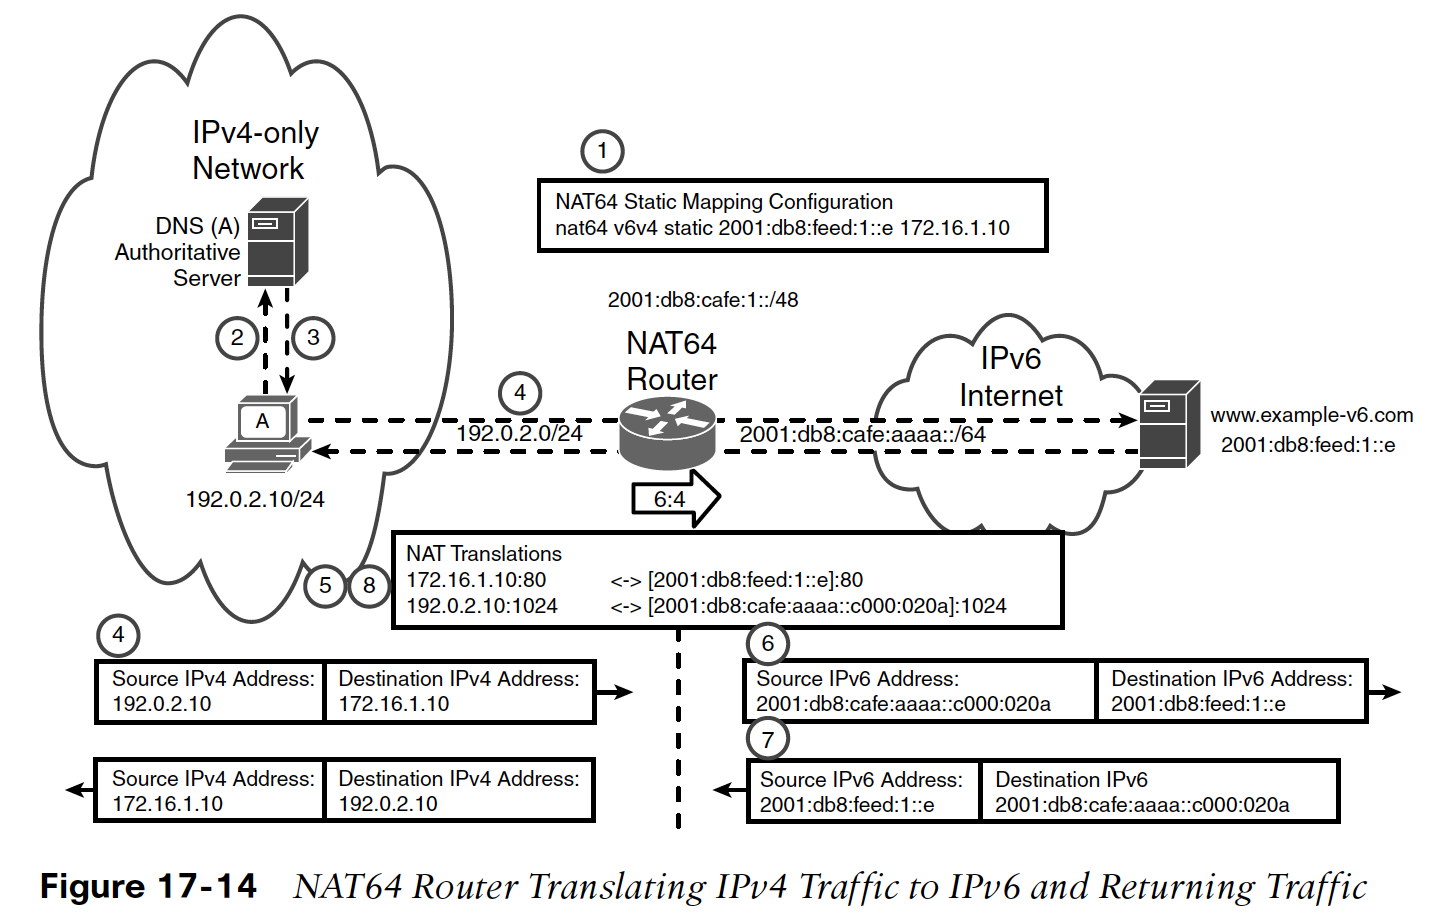 IPv4-only
Network
DNS (A)
Authoritative
Server
1
NAT64 Static Mapping Configuration
nat64 v6v4 static 2001:db8:feed:1::e 172.16.1.10
2
3
2001:db8:cafe:1::/48
NAT64
Router
IPv6
Internet
4
A
192.0.2.0/24
2001:db8:cafe:aaaa::/64
www.example-v6.com
2001:db8:feed:1::e
192.0.2.10/24
6:4
5
8
NAT Translations
172.16.1.10:80 <-> [2001:db8:feed:1::e]:80
192.0.2.10:1024 <-> [2001:db8:cafe:aaaa::c000:020a]:1024
4
Source IPv4 Address:
192.0.2.10
Destination IPv4 Address:
172.16.1.10
6
Source IPv6 Address:
2001:db8:cafe:aaaa::c000:020a
Destination IPv6 Address:
2001:db8:feed:1::e
Source IPv4 Address:
172.16.1.10
Destination IPv4 Address:
192.0.2.10
7
Source IPv6 Address:
2001:db8:feed:1::e
Destination IPv6
2001:db8:cafe:aaaa::c000:020a
Figure 17-14 NAT64 Router Translating IPv4 Traffic to IPv6 and Returning Traffic